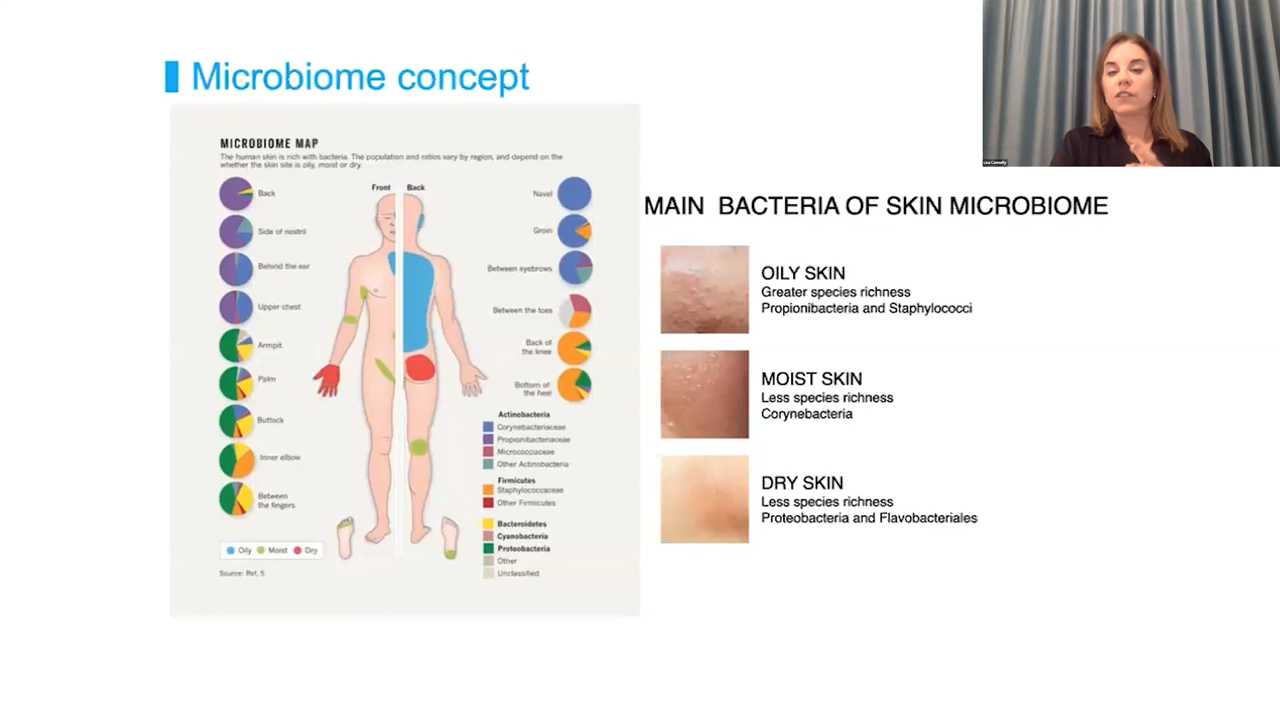 Microbiome concept
MICROBIOME MAP
The human skin is rich with bacteria. The population and ratios vary by region, and depend on the
whether the skin site is oily, moist or dry.
Front
Back
Back
Side of nostril
Behind the ear
Upper chest
Armpit
Palm
Buttock
Inner elbow
Between
the fingers
Navel
Groin
Between eyebrows
Between the toes
Back of
the knee
Bottom of
the heel
Actinobacteria
Corynebacteriaceae
Propionibacteriaceae
Micrococciaceae
Other Actinobacteria
Firmicutes
Staphylococcaceae
Other Firmicutes
Bacteroidetes
Cyanobacteria
Proteobacteria
Other
Unclassified
Oily
Moist
Dry
Source: Ref. 5
MAIN BACTERIA OF SKIN MICROBIOME
OILY SKIN
Greater species richness
Propionibacteria and Staphylococci
MOIST SKIN
Less species richness
Corynebacteria
DRY SKIN
Less species richness
Proteobacteria and Flavobacteriales
Lisa Connelly